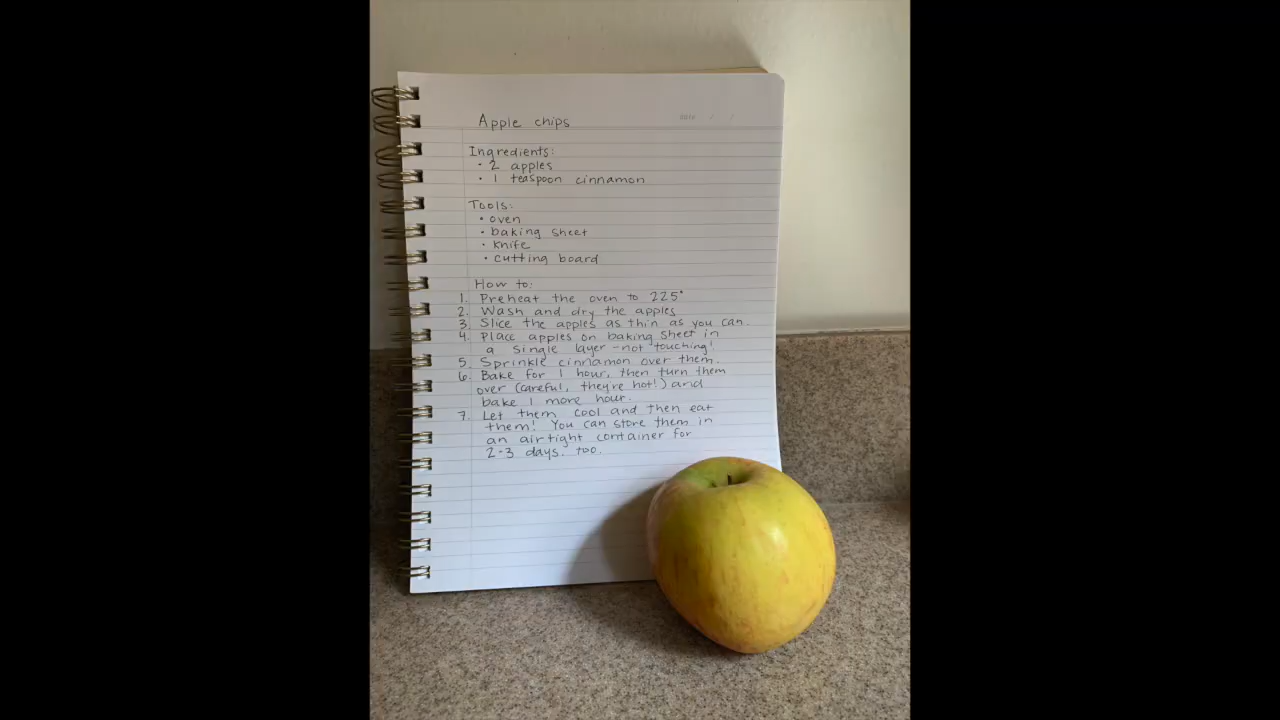 Apple chips
date / /
Ingredients:
• 2 apples
• 1 teaspoon cinnamon
Tools:
• oven
• baking sheet
• knife
• cutting board
How to:
1. Preheat the oven to 225°
2. Wash and dry the apples
3. Slice the apples as thin as you can.
4. Place apples on baking sheet in
a single layer - not touching!
5. Sprinkle cinnamon over them.
6. Bake for 1 hour, then turn them
over (careful, they're hot!) and
bake 1 more hour.
7. Let them cool and then eat
them! You can store them in
an airtight container for
2-3 days. too.